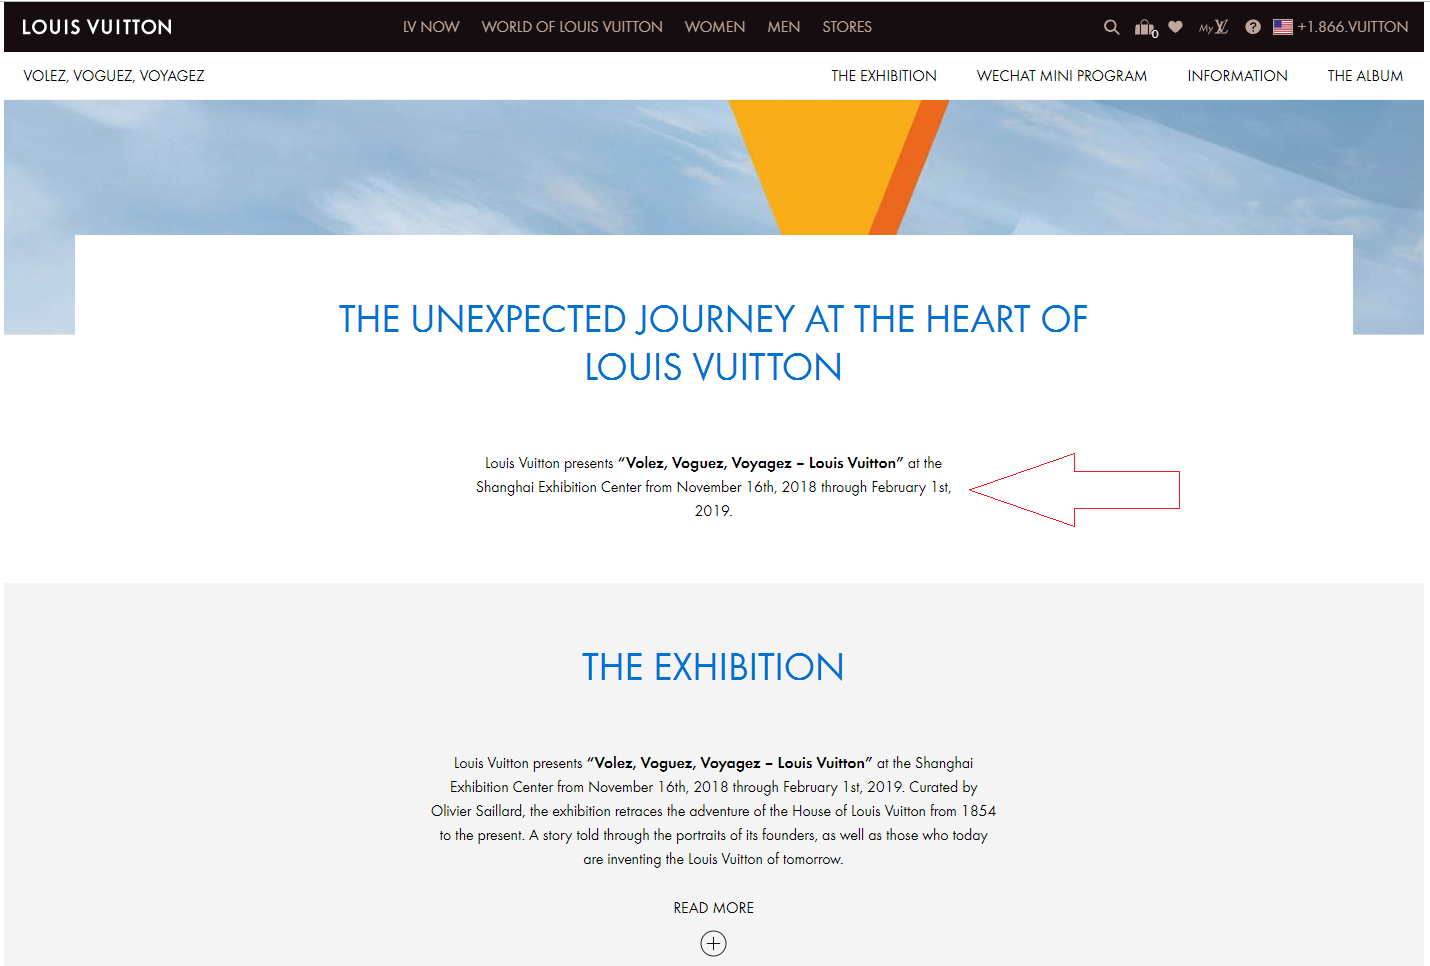 LOUIS VUITTON
LV NOW WORLD OF LOUIS VUITTON WOMEN MEN STORES
0 My LV ? +1.866.VUITTON
VOLEZ, VOGUEZ, VOYAGEZ
THE EXHIBITION WECHAT MINI PROGRAM INFORMATION THE ALBUM
THE UNEXPECTED JOURNEY AT THE HEART OF
LOUIS VUITTON
Louis Vuitton presents “Volez, Voguez, Voyagez – Louis Vuitton” at the
Shanghai Exhibition Center from November 16th, 2018 through February 1st,
2019.
THE EXHIBITION
Louis Vuitton presents “Volez, Voguez, Voyagez – Louis Vuitton” at the Shanghai
Exhibition Center from November 16th, 2018 through February 1st, 2019. Curated by
Olivier Saillard, the exhibition retraces the adventure of the House of Louis Vuitton from 1854
to the present. A story told through the portraits of its founders, as well as those who today
are inventing the Louis Vuitton of tomorrow.
READ MORE